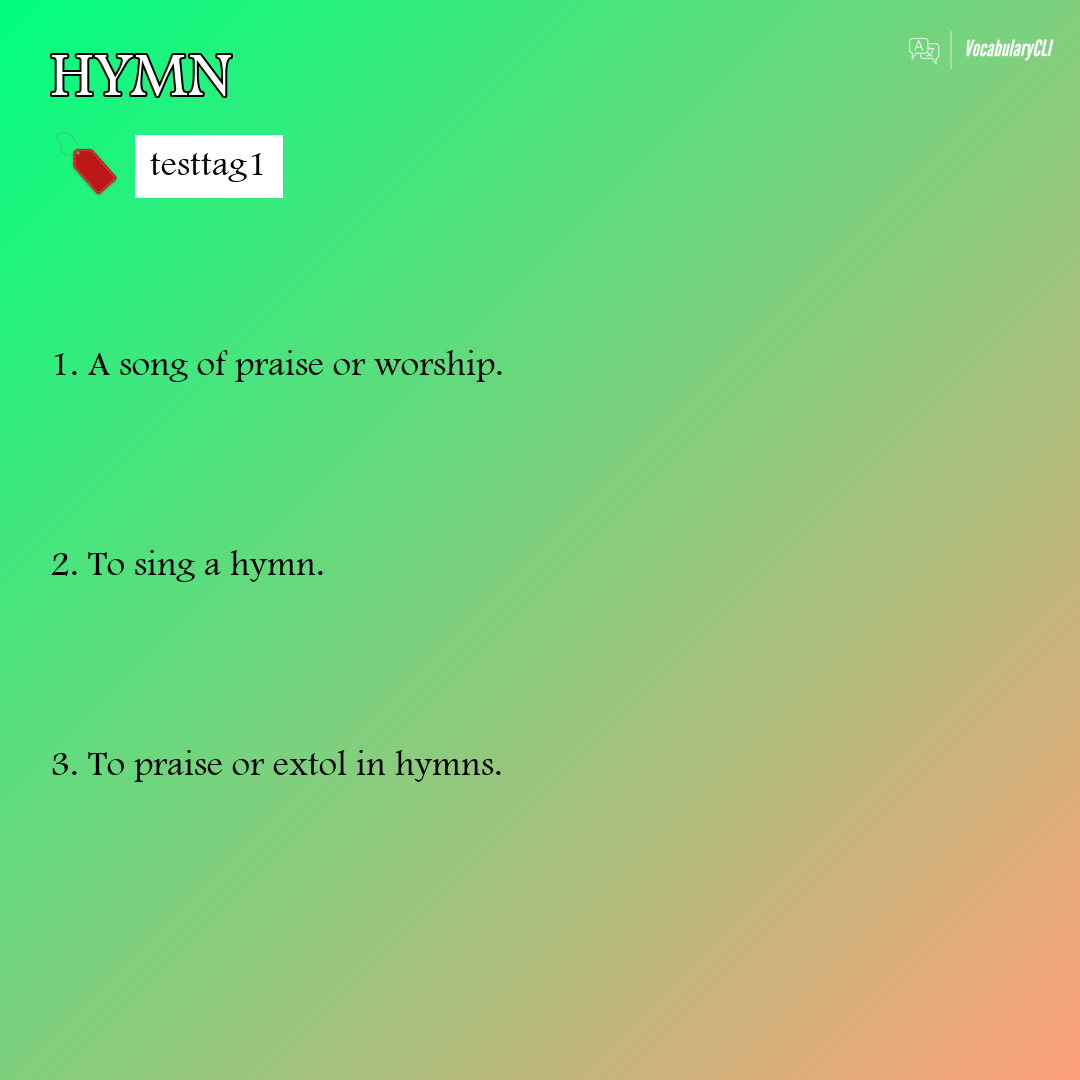 HYMN
VocabularyCLI
testtag1
1. A song of praise or worship.
2. To sing a hymn.
3. To praise or extol in hymns.